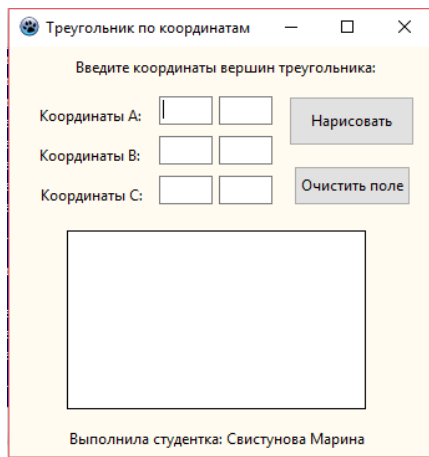 Треугольник по координатам
Введите координаты вершин треугольника:
Координаты A:
Нарисовать
Координаты B:
Координаты C:
Очистить поле
Выполнила студентка: Свистунова Марина